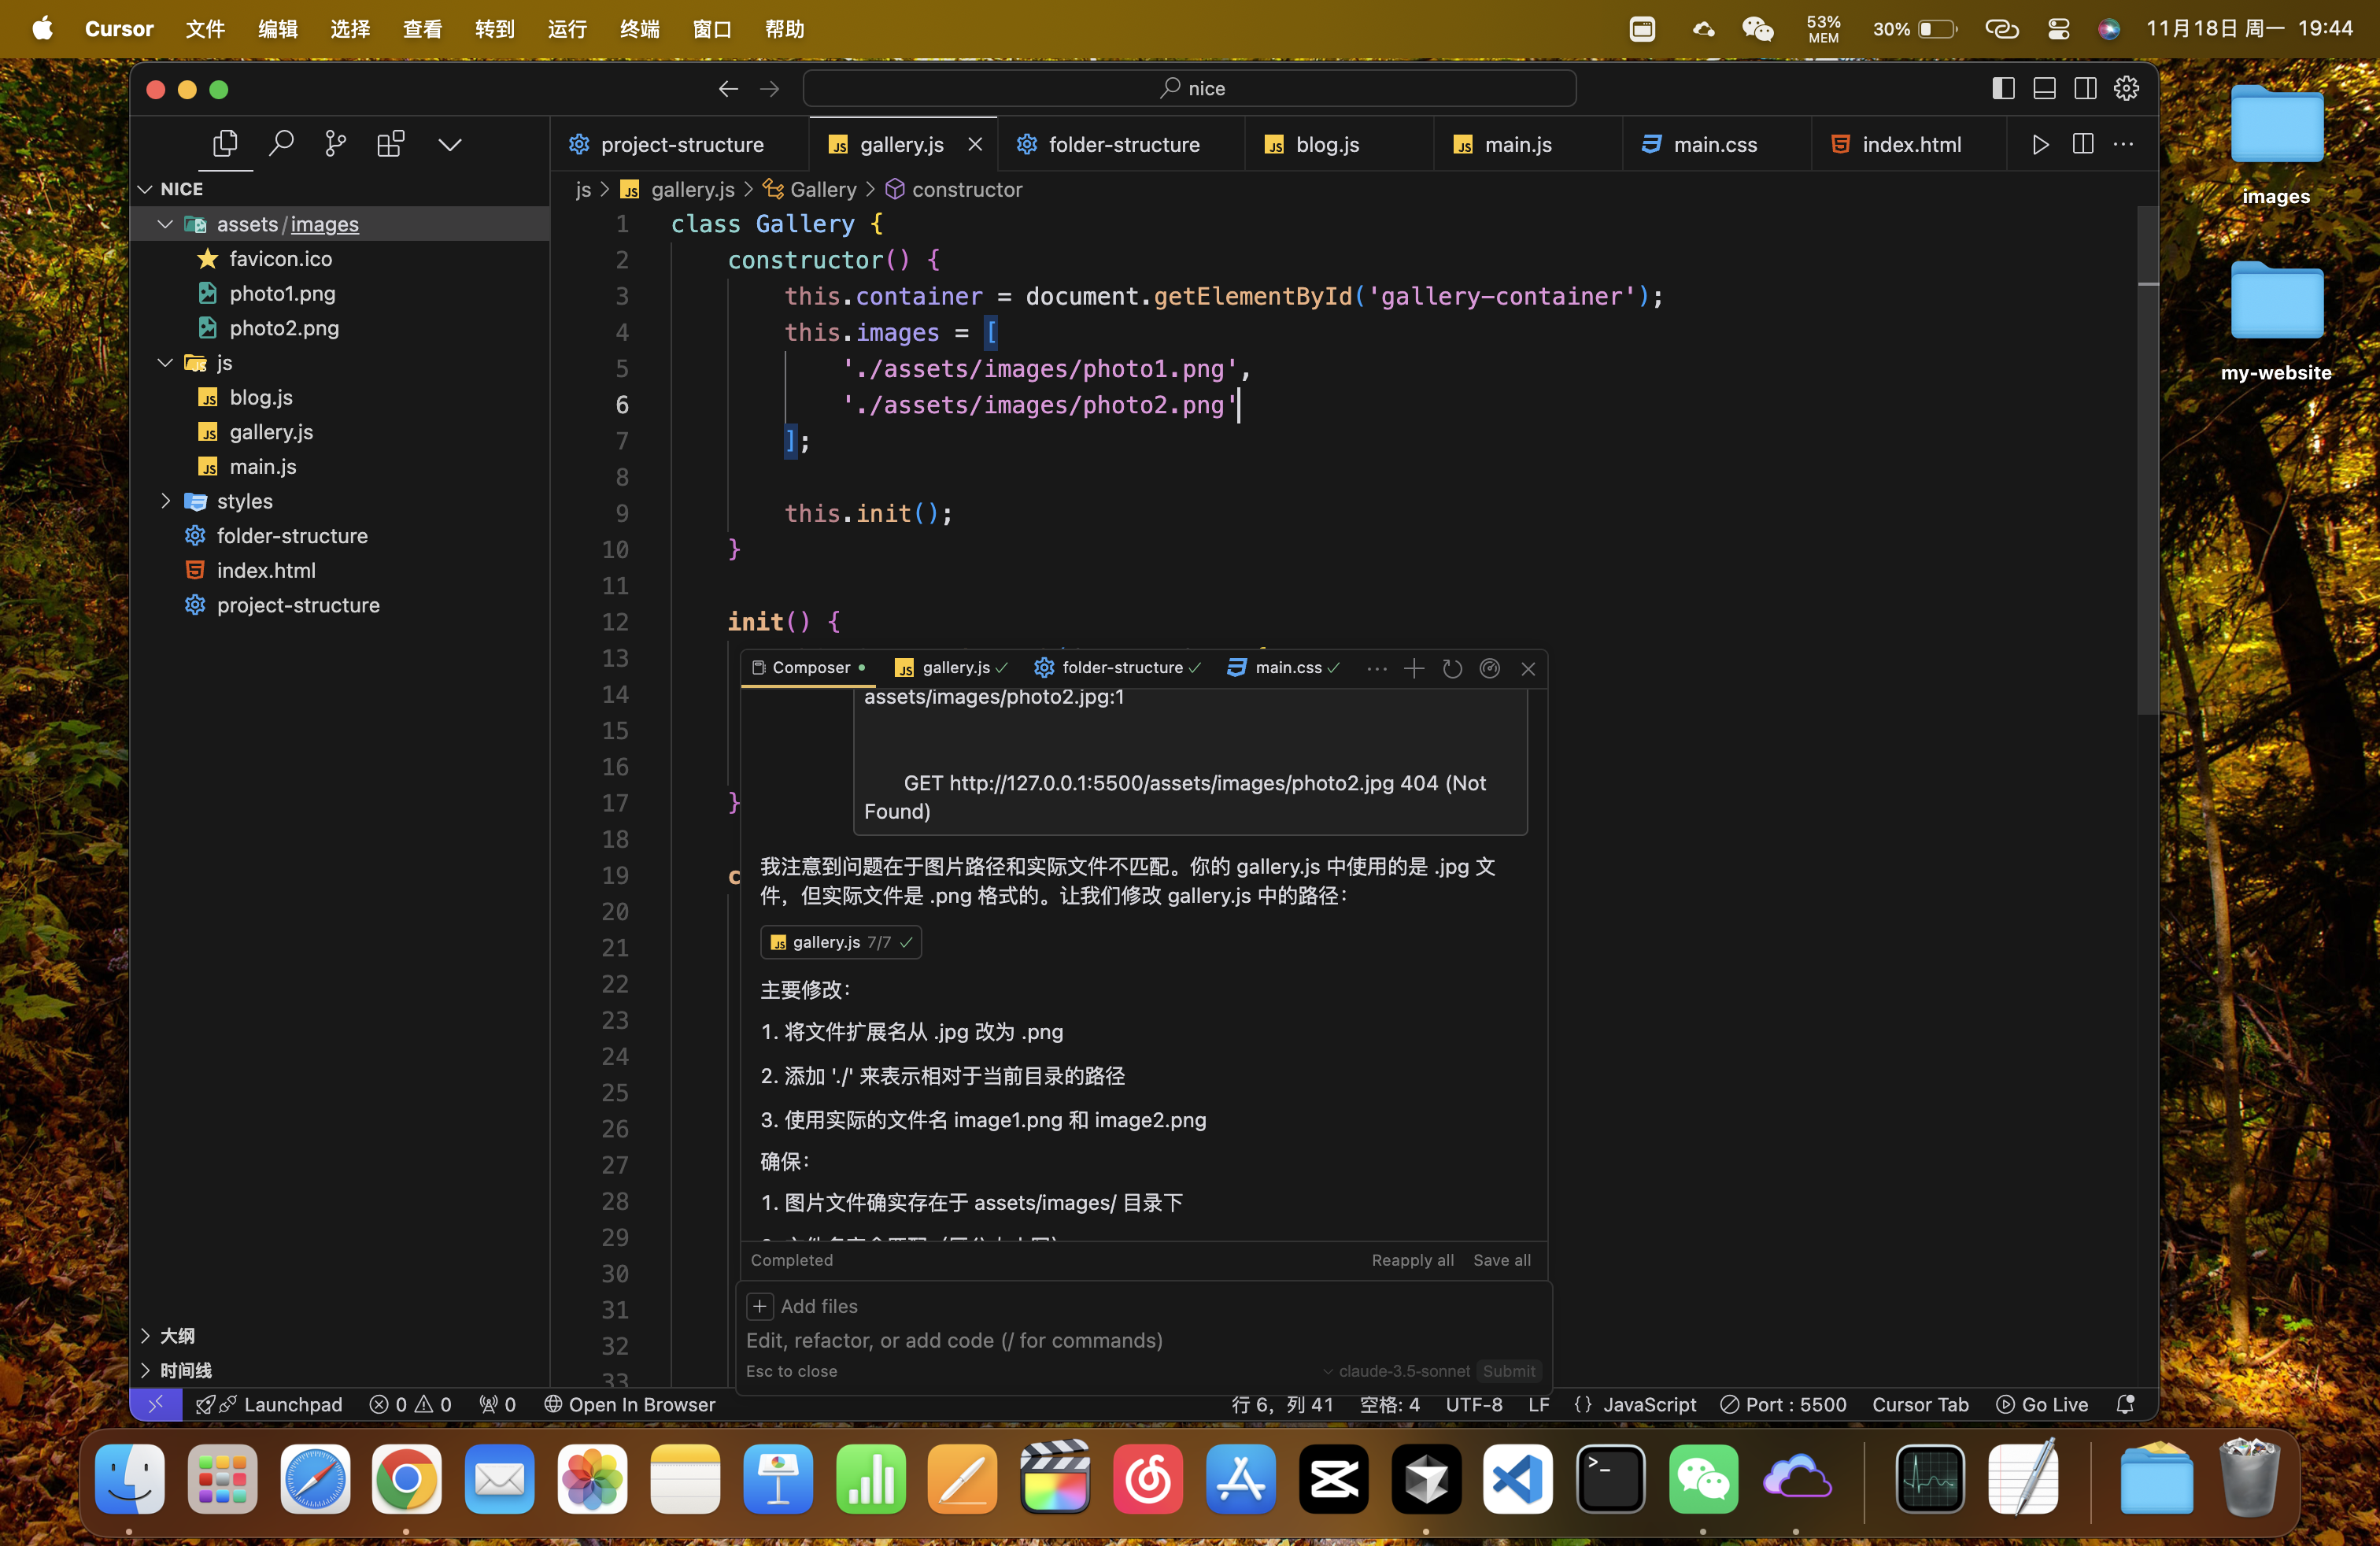 Cursor 文件 编辑 选择 查看 转到 运行 终端 窗口 帮助 53% MEM 30% 11月18日 周一 19:44
nice
project-structure gallery.js folder-structure blog.js main.js main.css index.html
js > gallery.js > Gallery > constructor
NICE
assets/images
favicon.ico
photo1.png
photo2.png
js
blog.js
gallery.js
main.js
styles
folder-structure
index.html
project-structure
大纲
时间线
1 class Gallery {
2 constructor() {
3 this.container = document.getElementById('gallery-container');
4 this.images = [
5 './assets/images/photo1.png',
6 './assets/images/photo2.png'
7 ];
8
9 this.init();
10 }
11
12 init() {
13
14
15
16
17 }
18
19 c
20
21
22
23
24
25
26
27
28
29
30
31
32
33
Composer gallery.js folder-structure main.css
assets/images/photo2.jpg:1
GET http://127.0.0.1:5500/assets/images/photo2.jpg 404 (Not
Found)
我注意到问题在于图片路径和实际文件不匹配。你的 gallery.js 中使用的是 .jpg 文
件，但实际文件是 .png 格式的。让我们修改 gallery.js 中的路径：
gallery.js 7/7
主要修改：
1. 将文件扩展名从 .jpg 改为 .png
2. 添加 './' 来表示相对于当前目录的路径
3. 使用实际的文件名 image1.png 和 image2.png
确保：
1. 图片文件确实存在于 assets/images/ 目录下
Completed Reapply all Save all
Add files
Edit, refactor, or add code (/ for commands)
Esc to close claude-3.5-sonnet Submit
Launchpad 0 0 0 Open In Browser 行 6，列 41 空格: 4 UTF-8 LF {} JavaScript Port : 5500 Cursor Tab Go Live
images
my-website